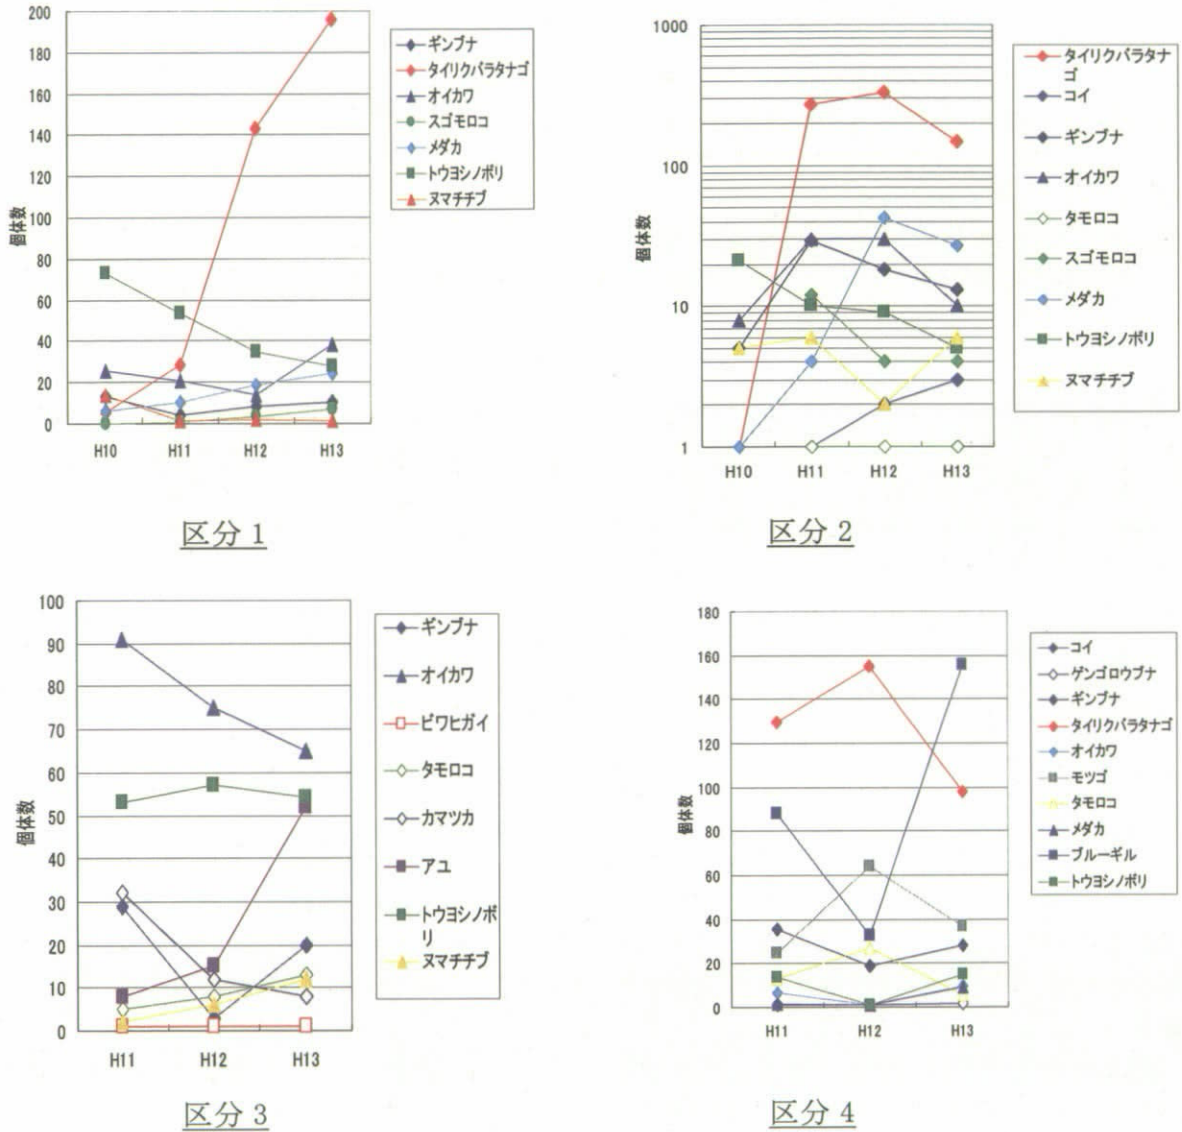 200
180
160
140
120
100
80
60
40
20
0
個体数
H10
H11
H12
H13
ギンブナ
タイリクバラタナゴ
オイカワ
スゴモロコ
メダカ
トウヨシノボリ
ヌマチチブ
区分 1
1000
100
10
1
個体数
H10
H11
H12
H13
タイリクバラタナ
ゴ
コイ
ギンブナ
オイカワ
タモロコ
スゴモロコ
メダカ
トウヨシノボリ
ヌマチチブ
区分 2
100
90
80
70
60
50
40
30
20
10
0
個体数
H11
H12
H13
ギンブナ
オイカワ
ビワヒガイ
タモロコ
カマツカ
アユ
トウヨシノボ
リ
ヌマチチブ
区分 3
180
160
140
120
100
80
60
40
20
0
個体数
H11
H12
H13
コイ
ゲンゴロウブナ
ギンブナ
タイリクバラタナゴ
オイカワ
モツゴ
タモロコ
メダカ
ブルーギル
トウヨシノボリ
区分 4